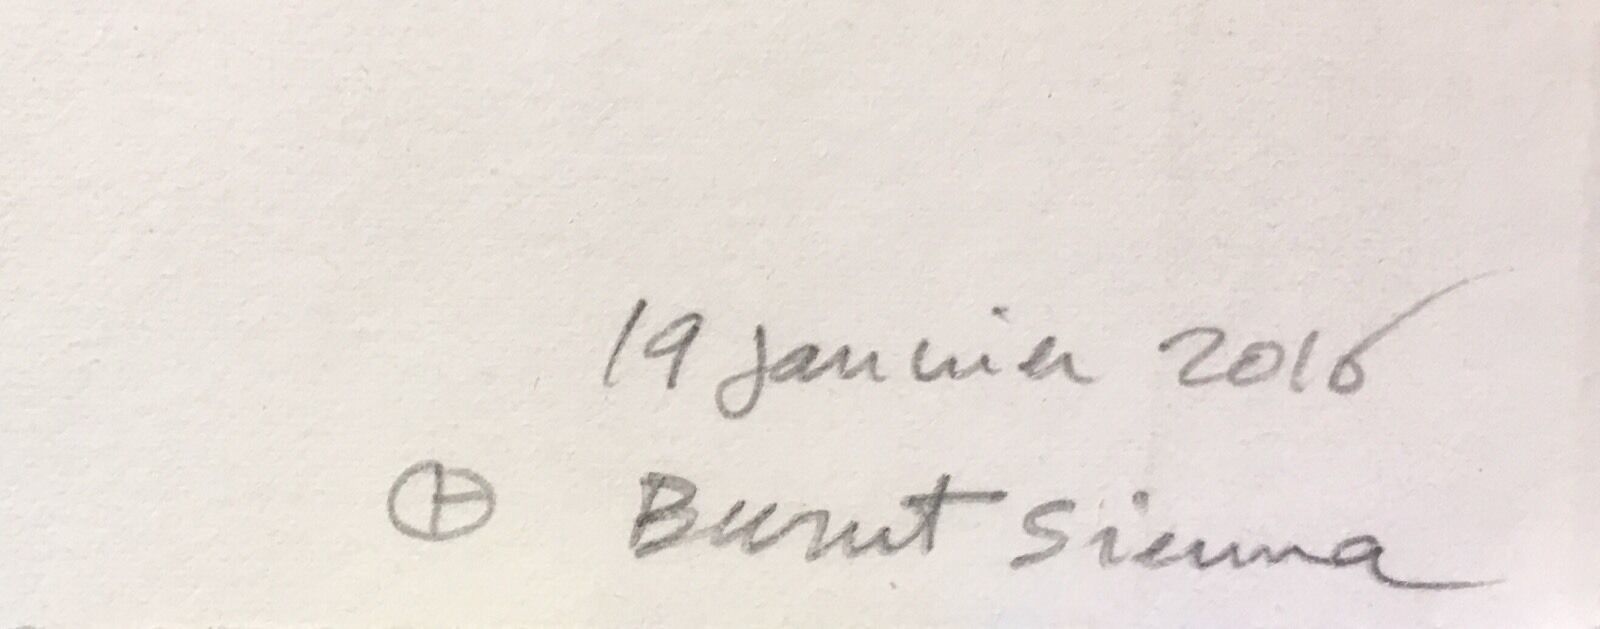 19 janvier 2016
Burnt Sienna